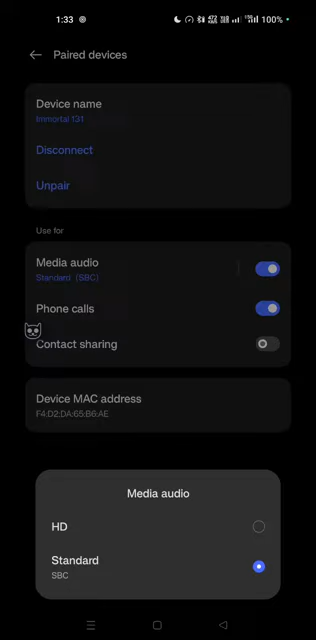 1:33
100%
Paired devices
Device name
Immortal 131
Disconnect
Unpair
Use for
Media audio
Standard (SBC)
Phone calls
Contact sharing
Device MAC address
F4:D2:DA:65:B6:AE
Media audio
HD
Standard
SBC